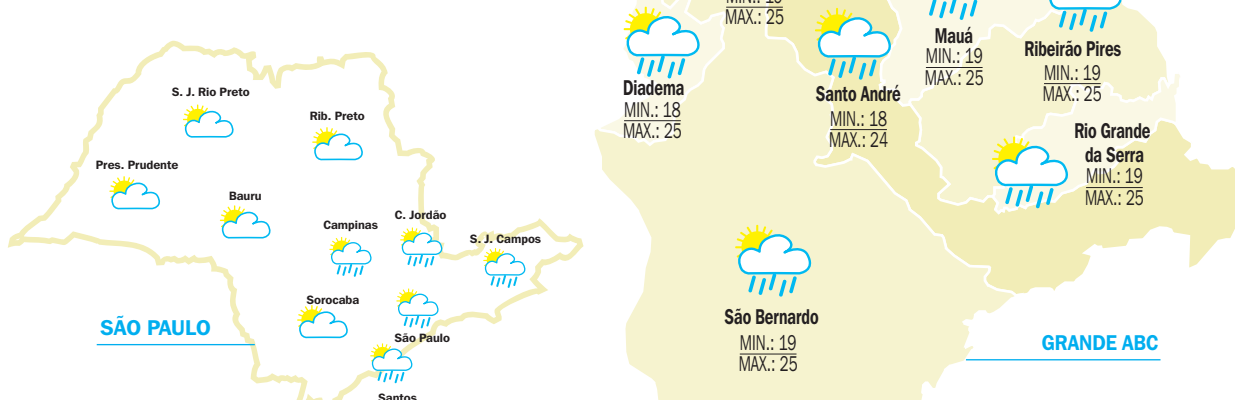 S. J. Rio Preto
Rib. Preto
Pres. Prudente
Bauru
Campinas
C. Jordão
S. J. Campos
Sorocaba
São Paulo
Santos
SÃO PAULO
MAX.: 25
Diadema
MIN.: 18
MAX.: 25
Santo André
MIN.: 18
MAX.: 24
Mauá
MIN.: 19
MAX.: 25
Ribeirão Pires
MIN.: 19
MAX.: 25
Rio Grande
da Serra
MIN.: 19
MAX.: 25
São Bernardo
MIN.: 19
MAX.: 25
GRANDE ABC